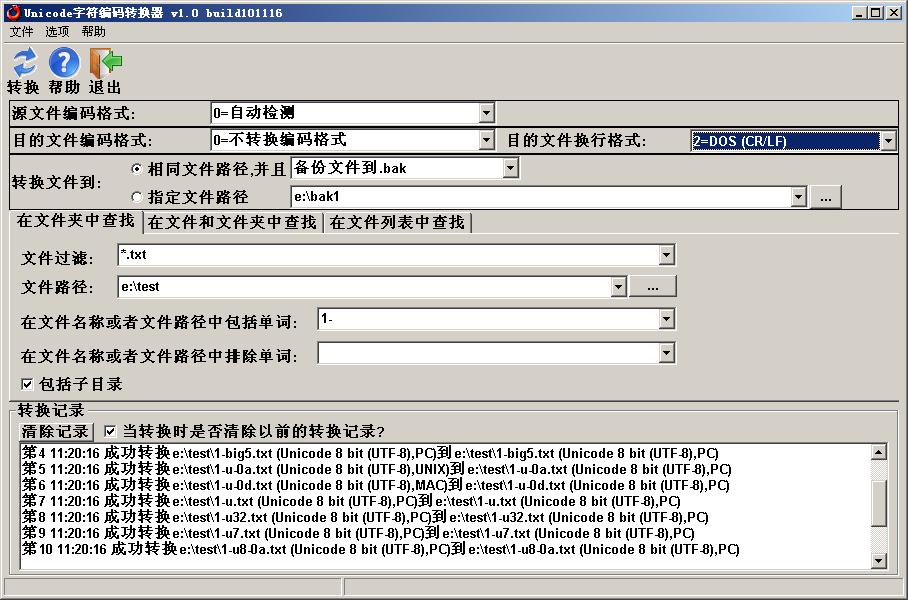 Unicode字符编码转换器 v1.0 build101116
文件 选项 帮助
转换 帮助 退出
源文件编码格式: 0=自动检测
目的文件编码格式: 0=不转换编码格式 目的文件换行格式: 2=DOS (CR/LF)
转换文件到: 相同文件路径,并且 备份文件到.bak
指定文件路径 e:\bak1 ...
在文件夹中查找 在文件和文件夹中查找 在文件列表中查找
文件过滤: *.txt
文件路径: e:\test ...
在文件名称或者文件路径中包括单词: 1-
在文件名称或者文件路径中排除单词:
包括子目录
转换记录
清除记录 当转换时是否清除以前的转换记录?
第4 11:20:16 成功转换e:\test\1-big5.txt (Unicode 8 bit (UTF-8),PC)到e:\test\1-big5.txt (Unicode 8 bit (UTF-8),PC)
第5 11:20:16 成功转换e:\test\1-u-0a.txt (Unicode 8 bit (UTF-8),UNIX)到e:\test\1-u-0a.txt (Unicode 8 bit (UTF-8),PC)
第6 11:20:16 成功转换e:\test\1-u-0d.txt (Unicode 8 bit (UTF-8),MAC)到e:\test\1-u-0d.txt (Unicode 8 bit (UTF-8),PC)
第7 11:20:16 成功转换e:\test\1-u.txt (Unicode 8 bit (UTF-8),PC)到e:\test\1-u.txt (Unicode 8 bit (UTF-8),PC)
第8 11:20:16 成功转换e:\test\1-u32.txt (Unicode 8 bit (UTF-8),PC)到e:\test\1-u32.txt (Unicode 8 bit (UTF-8),PC)
第9 11:20:16 成功转换e:\test\1-u7.txt (Unicode 8 bit (UTF-8),PC)到e:\test\1-u7.txt (Unicode 8 bit (UTF-8),PC)
第10 11:20:16 成功转换e:\test\1-u8-0a.txt (Unicode 8 bit (UTF-8),PC)到e:\test\1-u8-0a.txt (Unicode 8 bit (UTF-8),PC)